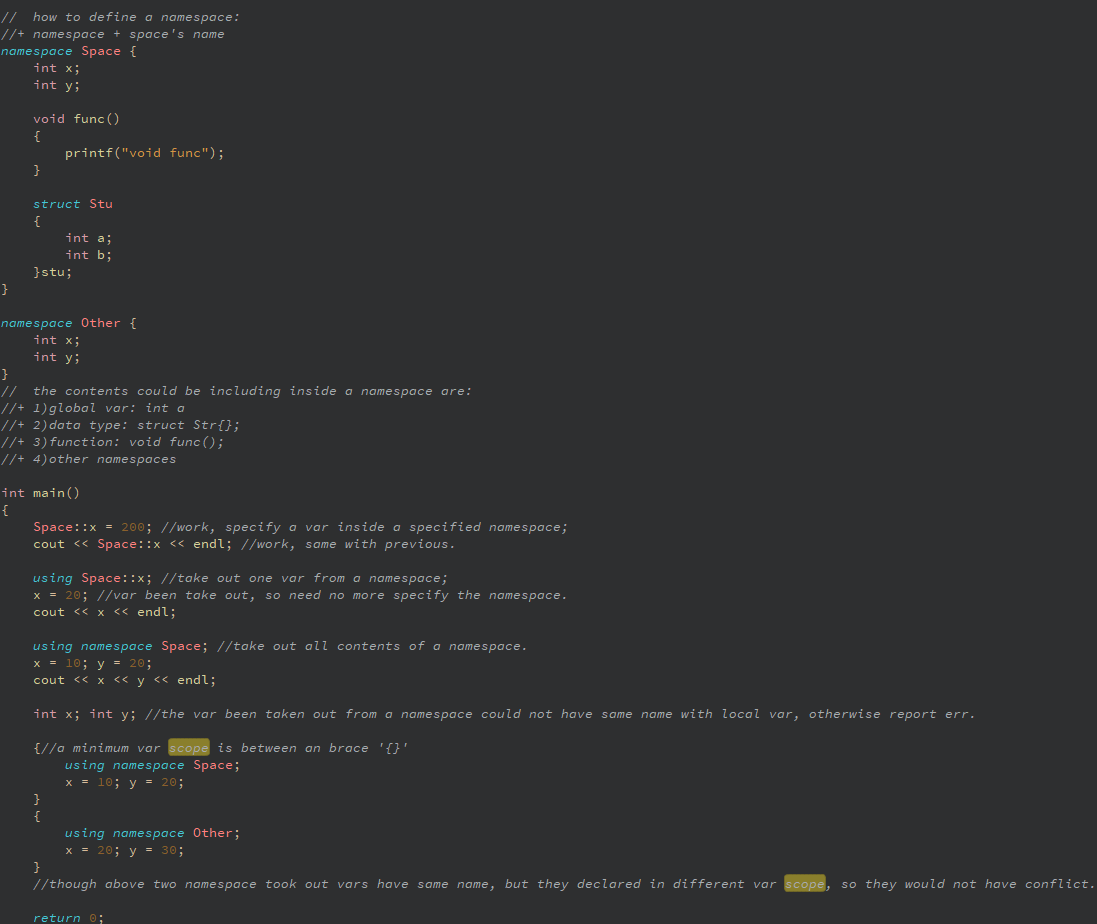 //  how to define a namespace:
//+ namespace + space's name
namespace Space {
    int x;
    int y;

    void func()
    {
        printf("void func");
    }

    struct Stu
    {
        int a;
        int b;
    }stu;
}

namespace Other {
    int x;
    int y;
}
//  the contents could be including inside a namespace are:
//+ 1)global var: int a
//+ 2)data type: struct Str{};
//+ 3)function: void func();
//+ 4)other namespaces

int main()
{
    Space::x = 200; //work, specify a var inside a specified namespace;
    cout << Space::x << endl; //work, same with previous.

    using Space::x; //take out one var from a namespace;
    x = 20; //var been take out, so need no more specify the namespace.
    cout << x << endl;

    using namespace Space; //take out all contents of a namespace.
    x = 10; y = 20;
    cout << x << y << endl;

    int x; int y; //the var been taken out from a namespace could not have same name with local var, otherwise report err.

    {//a minimum var scope is between an brace '{}'
        using namespace Space;
        x = 10; y = 20;
    }
    {
        using namespace Other;
        x = 20; y = 30;
    }
    //though above two namespace took out vars have same name, but they declared in different var scope, so they would not have conflict.

    return 0;